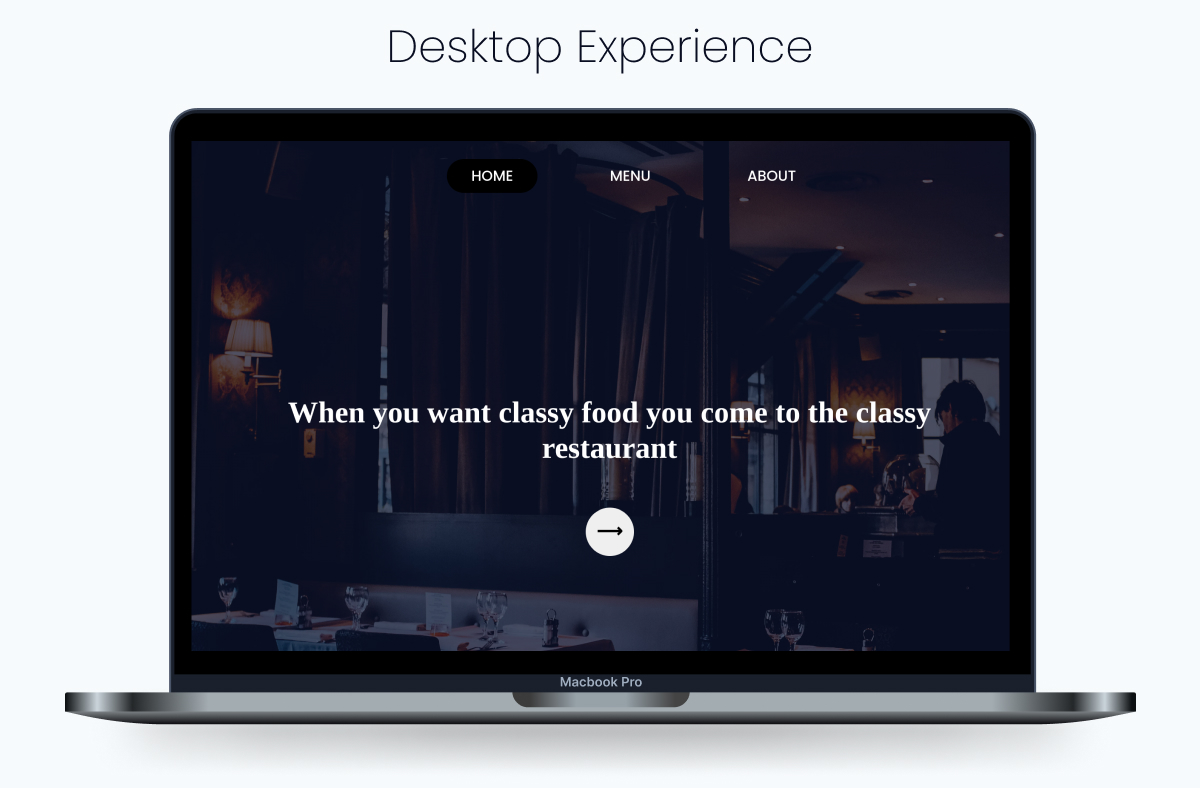 Desktop Experience
HOME MENU ABOUT
When you want classy food you come to the classy
restaurant
Macbook Pro